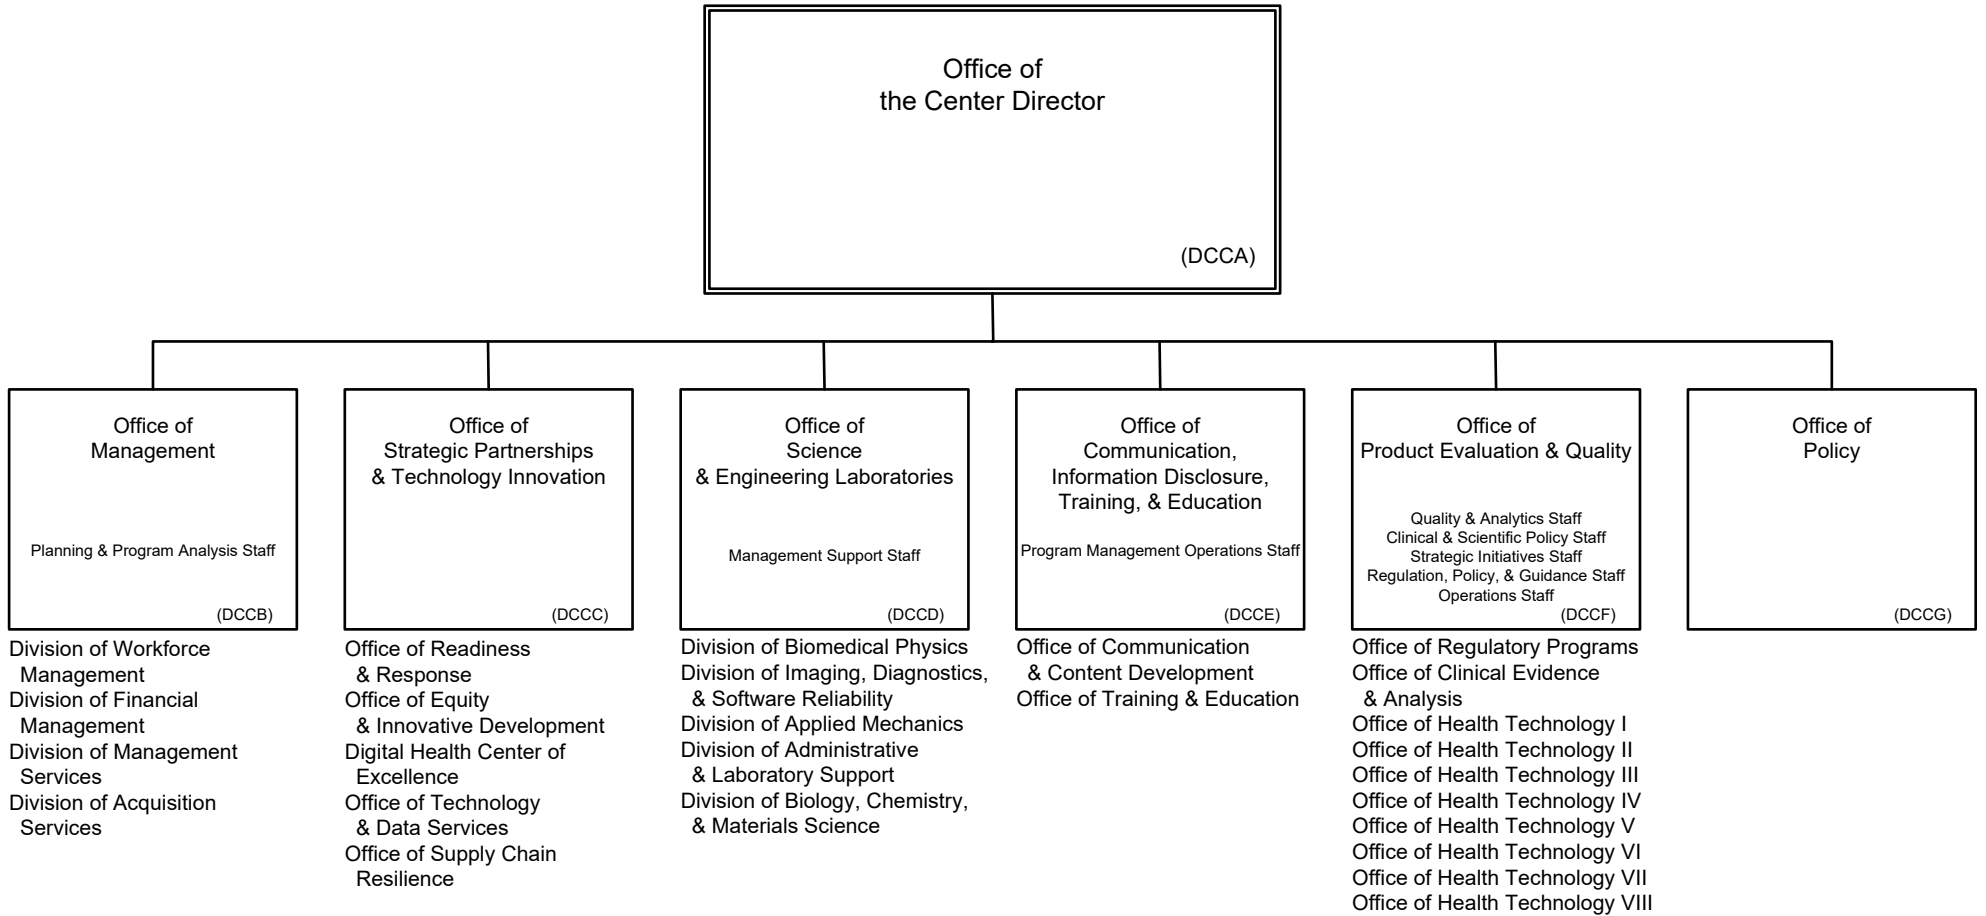 Office of
the Center Director
(DCCA)
Office of
Management
Planning & Program Analysis Staff
(DCCB)
Division of Workforce
Management
Division of Financial
Management
Division of Management
Services
Division of Acquisition
Services
Office of
Strategic Partnerships
& Technology Innovation
(DCCC)
Office of Readiness
& Response
Office of Equity
& Innovative Development
Digital Health Center of
Excellence
Office of Technology
& Data Services
Office of Supply Chain
Resilience
Office of
Science
& Engineering Laboratories
Management Support Staff
(DCCD)
Division of Biomedical Physics
Division of Imaging, Diagnostics,
& Software Reliability
Division of Applied Mechanics
Division of Administrative
& Laboratory Support
Division of Biology, Chemistry,
& Materials Science
Office of
Communication,
Information Disclosure,
Training, & Education
Program Management Operations Staff
(DCCE)
Office of Communication
& Content Development
Office of Training & Education
Office of
Product Evaluation & Quality
Quality & Analytics Staff
Clinical & Scientific Policy Staff
Strategic Initiatives Staff
Regulation, Policy, & Guidance Staff
Operations Staff
(DCCF)
Office of Regulatory Programs
Office of Clinical Evidence
& Analysis
Office of Health Technology I
Office of Health Technology II
Office of Health Technology III
Office of Health Technology IV
Office of Health Technology V
Office of Health Technology VI
Office of Health Technology VII
Office of Health Technology VIII
Office of
Policy
(DCCG)